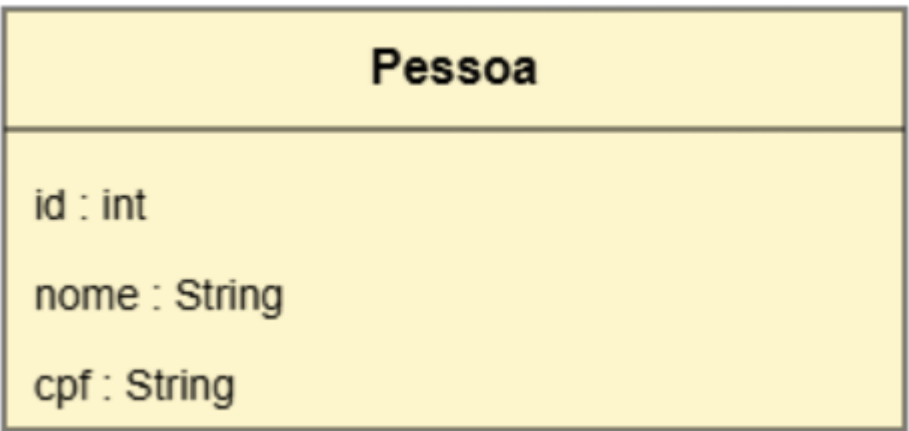 Pessoa
id : int
nome : String
cpf : String